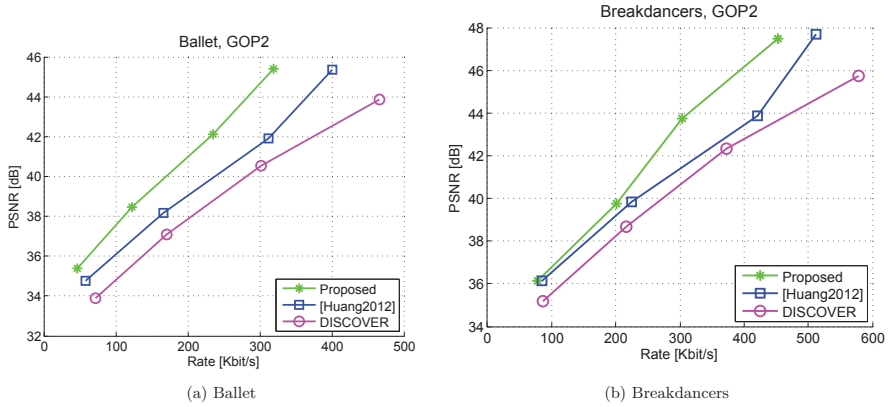 Ballet, GOP2
46
44
42
40
38
36
34
32
PSNR [dB]
0 100 200 300 400 500
Rate [Kbit/s]
Proposed
[Huang2012]
DISCOVER
(a) Ballet
Breakdancers, GOP2
48
46
44
42
40
38
36
34
PSNR [dB]
0 100 200 300 400 500 600
Rate [Kbit/s]
Proposed
[Huang2012]
DISCOVER
(b) Breakdancers